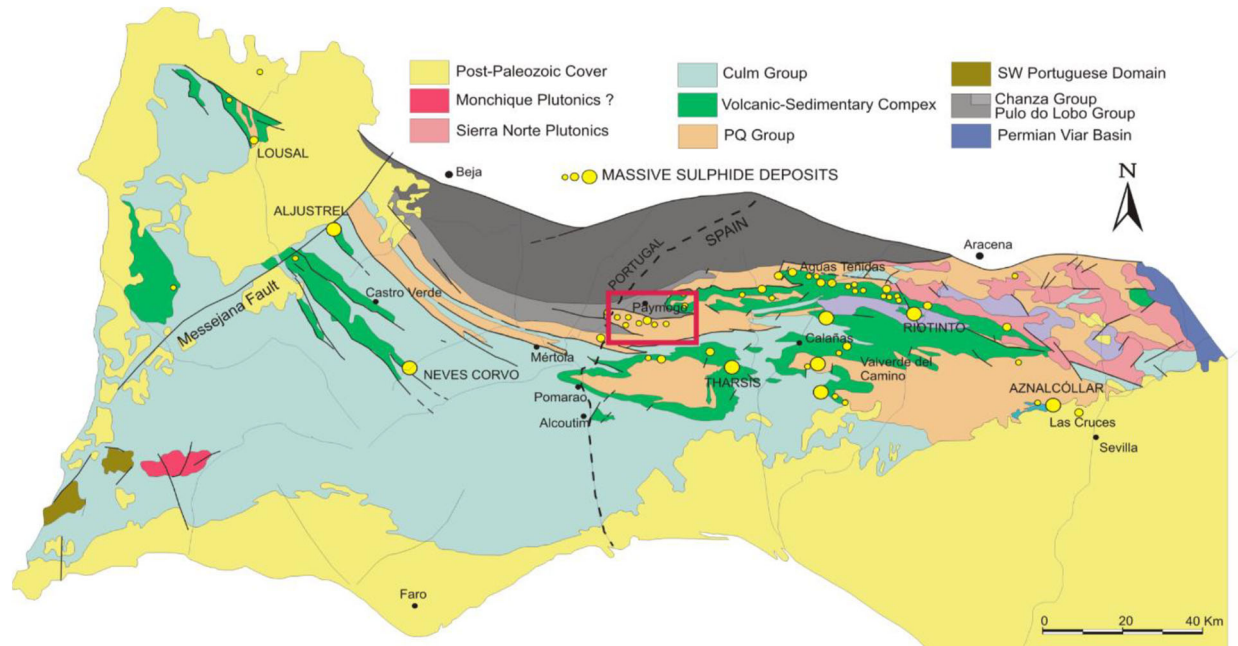 Post-Paleozoic Cover
Monchique Plutonics ?
Sierra Norte Plutonics
Culm Group
Volcanic-Sedimentary Compex
PQ Group
SW Portuguese Domain
Chanza Group
Pulo do Lobo Group
Permian Viar Basin
MASSIVE SULPHIDE DEPOSITS
N
LOUSAL
Beja
ALJUSTREL
PORTUGAL
SPAIN
Aracena
Aguas Teñidas
Messejana Fault
Castro Verde
Paymogo
RIOTINTO
Calañas
Mértola
NEVES CORVO
THARSIS
Valverde del
Camino
AZNALCÓLLAR
Pomarao
Las Cruces
Alcoutim
Sevilla
Faro
0 20 40 Km